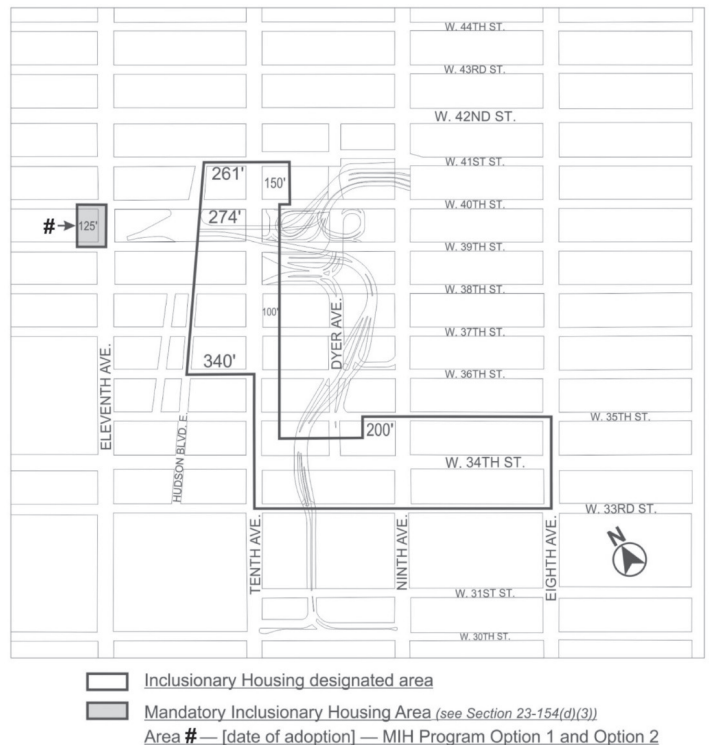 W. 44TH ST.
W. 43RD ST.
W. 42ND ST.
W. 41ST ST.
261'
150'
W. 40TH ST.
#
125'
274'
W. 39TH ST.
W. 38TH ST.
100'
DYER AVE.
W. 37TH ST.
340'
W. 36TH ST.
ELEVENTH AVE.
HUDSON BLVD. E.
W. 35TH ST.
200'
W. 34TH ST.
W. 33RD ST.
TENTH AVE.
NINTH AVE.
EIGHTH AVE.
N
W. 31ST ST.
W. 30TH ST.
Inclusionary Housing designated area
Mandatory Inclusionary Housing Area (see Section 23-154(d)(3))
Area # — [date of adoption] — MIH Program Option 1 and Option 2